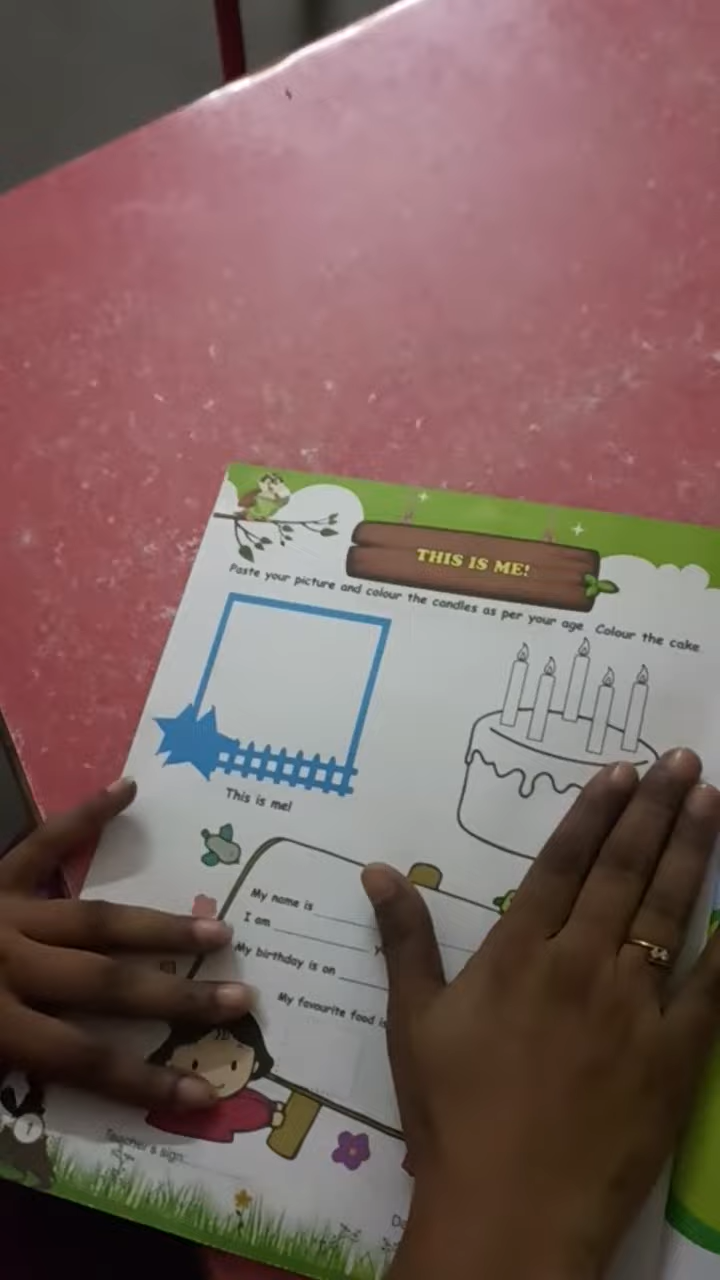 THIS IS ME!
Paste your picture and colour the candles as per your age. Colour the cake.
This is me!
My name is
I am
My birthday is on
My favourite food is
Teacher's Sign